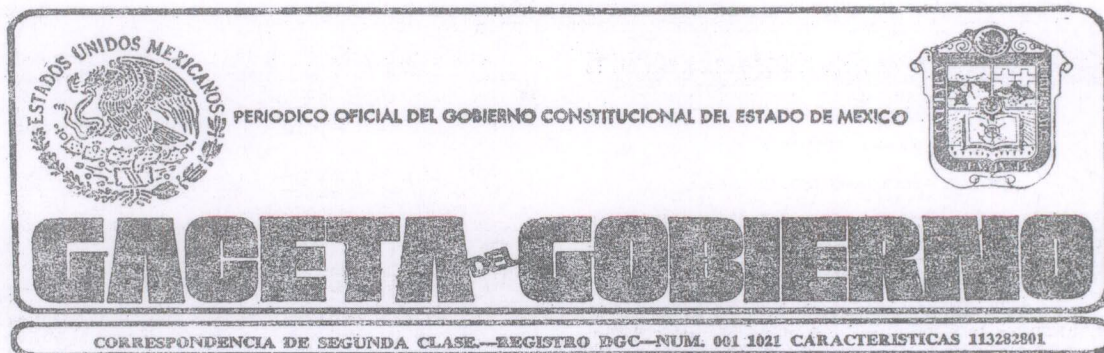 ESTADOS UNIDOS MEXICANOS
PERIODICO OFICIAL DEL GOBIERNO CONSTITUCIONAL DEL ESTADO DE MEXICO
GACETA DEL GOBIERNO
CORRESPONDENCIA DE SEGUNDA CLASE.—REGISTRO DGC—NUM. 001 1021 CARACTERISTICAS 113282801